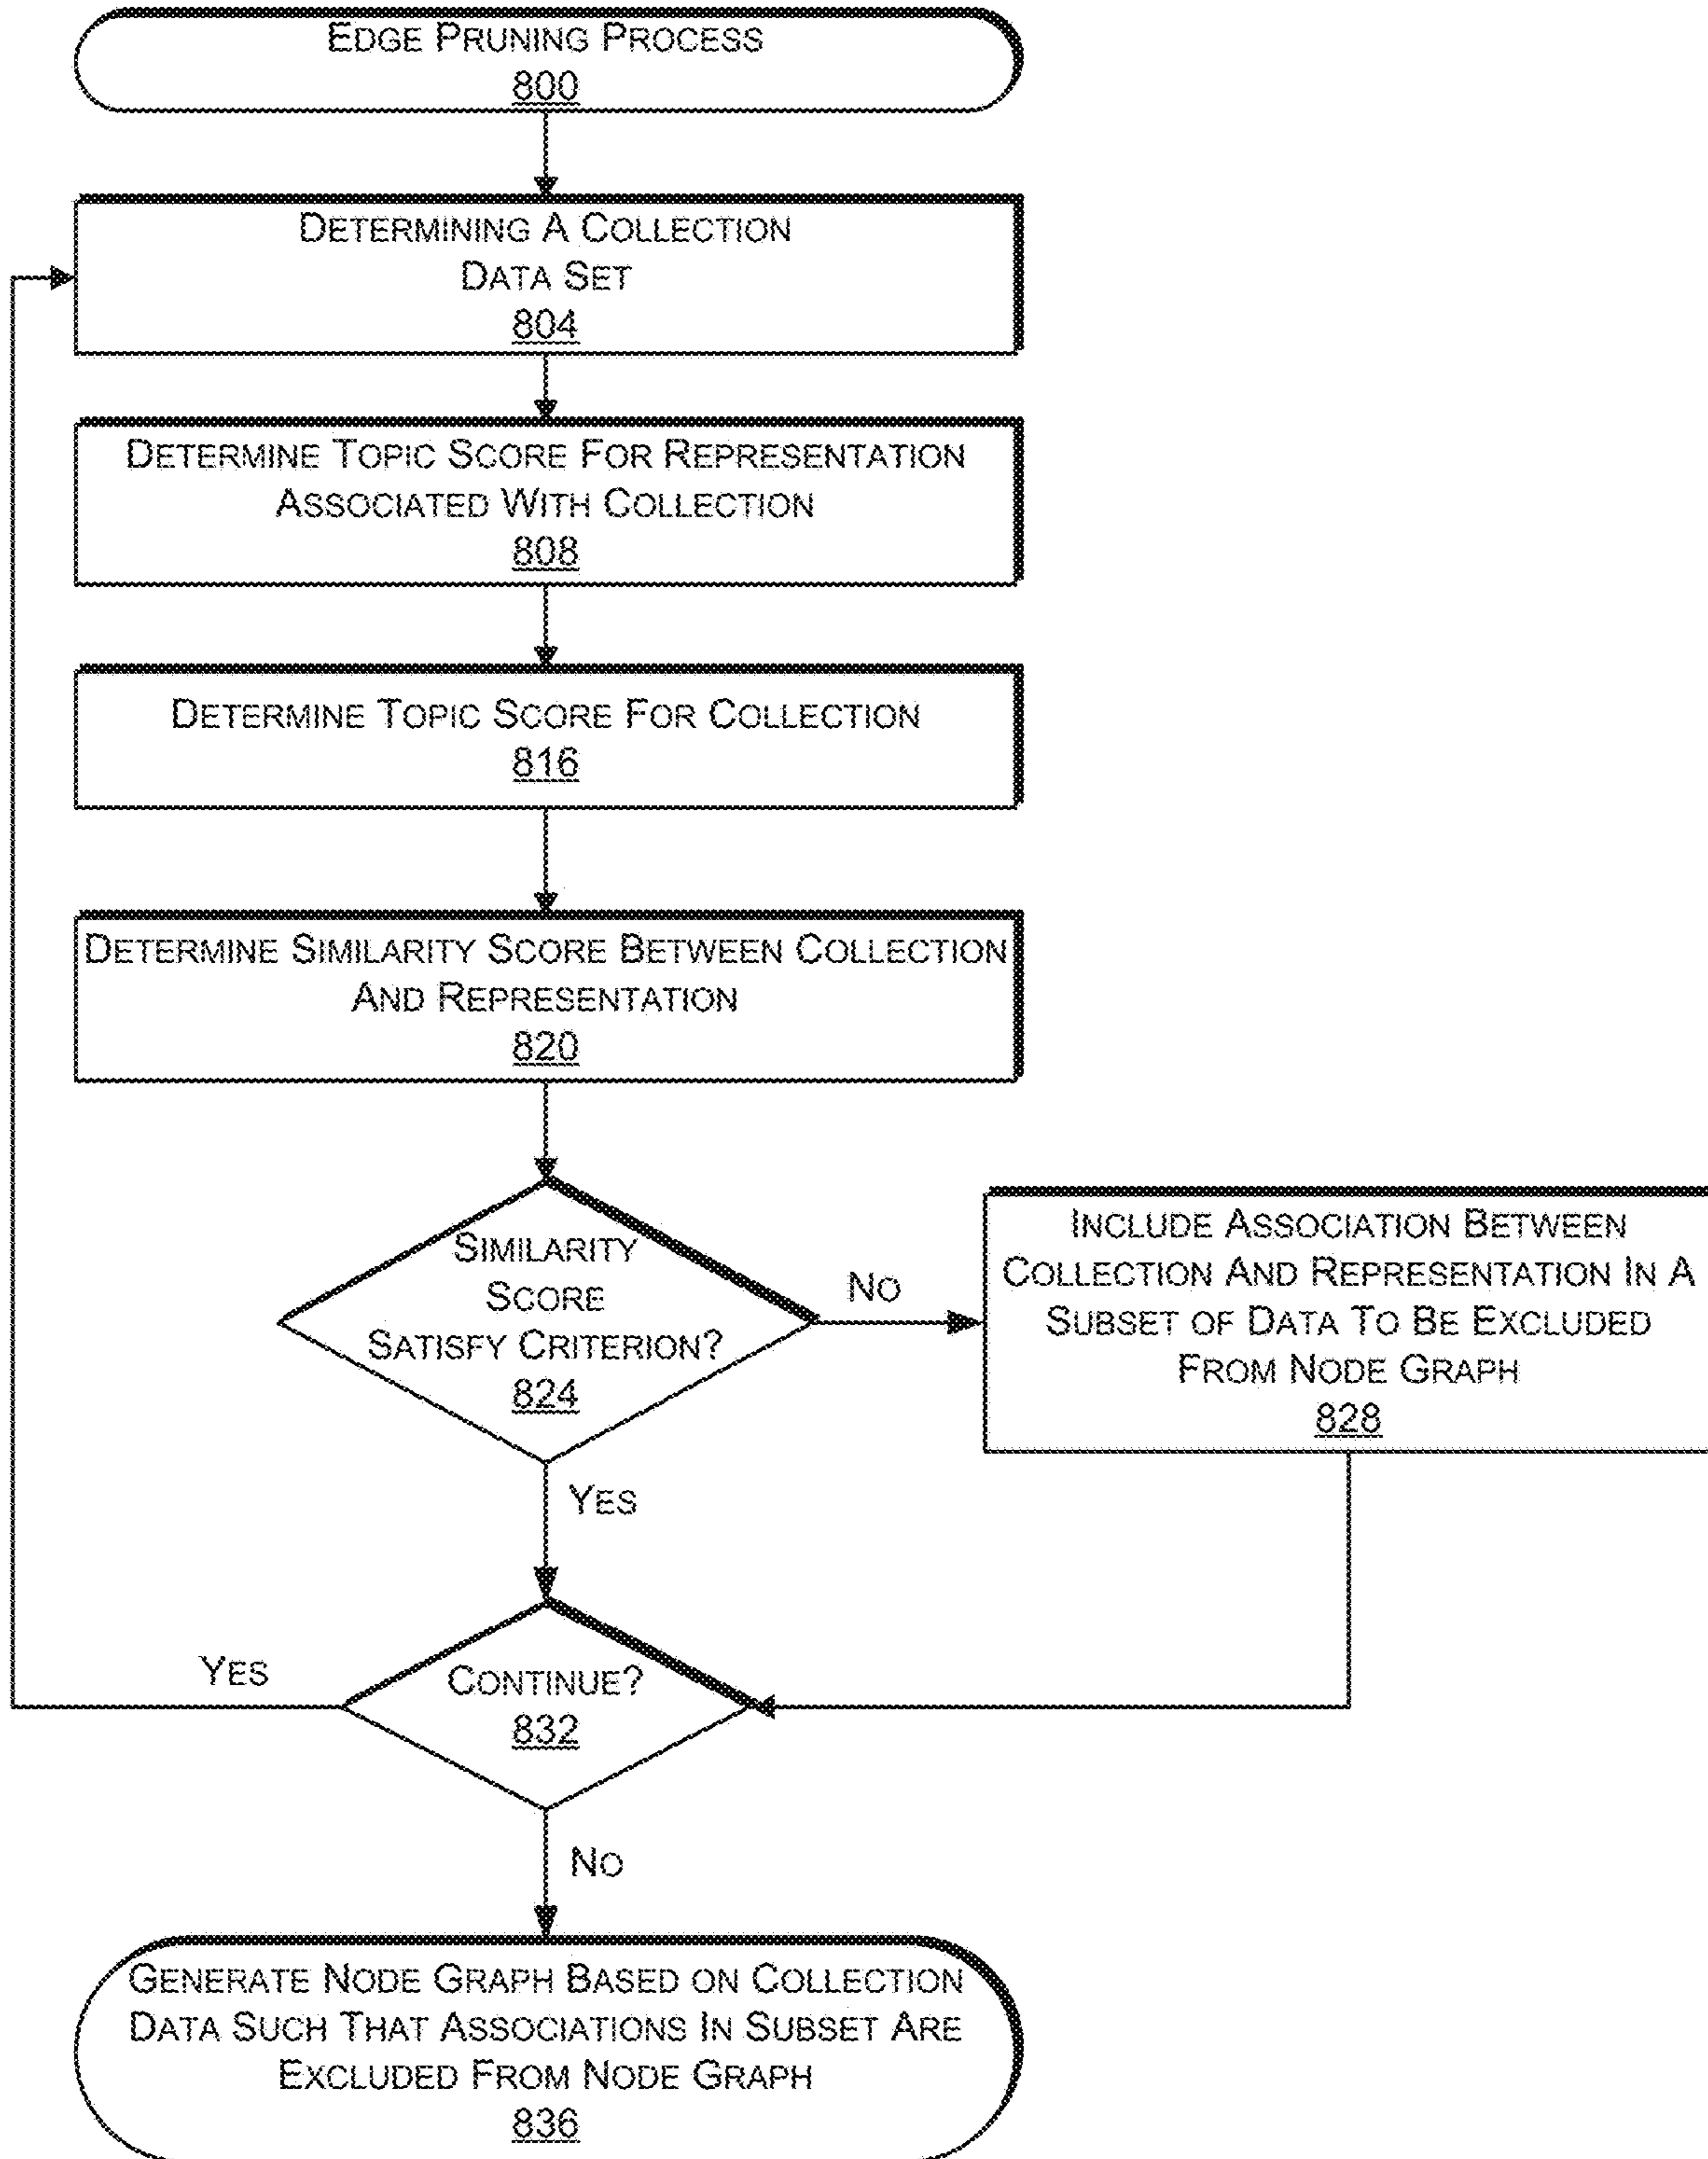 EDGE PRUNING PROCESS
800
DETERMINING A COLLECTION
DATA SET
804
DETERMINE TOPIC SCORE FOR REPRESENTATION
ASSOCIATED WITH COLLECTION
808
DETERMINE TOPIC SCORE FOR COLLECTION
816
DETERMINE SIMILARITY SCORE BETWEEN COLLECTION
AND REPRESENTATION
820
SIMILARITY
SCORE
SATISFY CRITERION?
824
NO
INCLUDE ASSOCIATION BETWEEN
COLLECTION AND REPRESENTATION IN A
SUBSET OF DATA TO BE EXCLUDED
FROM NODE GRAPH
828
YES
YES
CONTINUE?
832
NO
GENERATE NODE GRAPH BASED ON COLLECTION
DATA SUCH THAT ASSOCIATIONS IN SUBSET ARE
EXCLUDED FROM NODE GRAPH
836